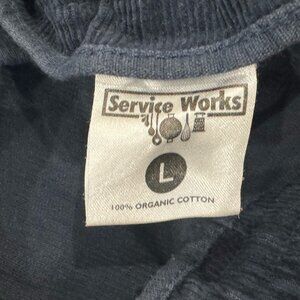 Service Works
L
100% ORGANIC COTTON